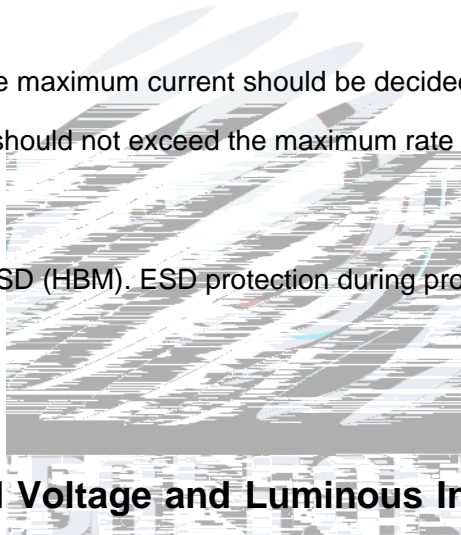 e maximum current should be decided
should not exceed the maximum rate
SD (HBM). ESD protection during pro
Voltage and Luminous In